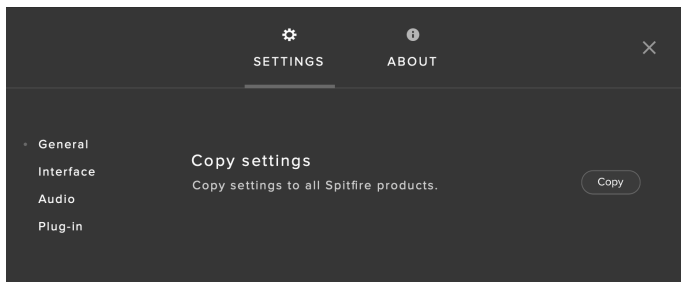 SETTINGS
ABOUT
General
Interface
Audio
Plug-in
Copy settings
Copy settings to all Spitfire products.
Copy